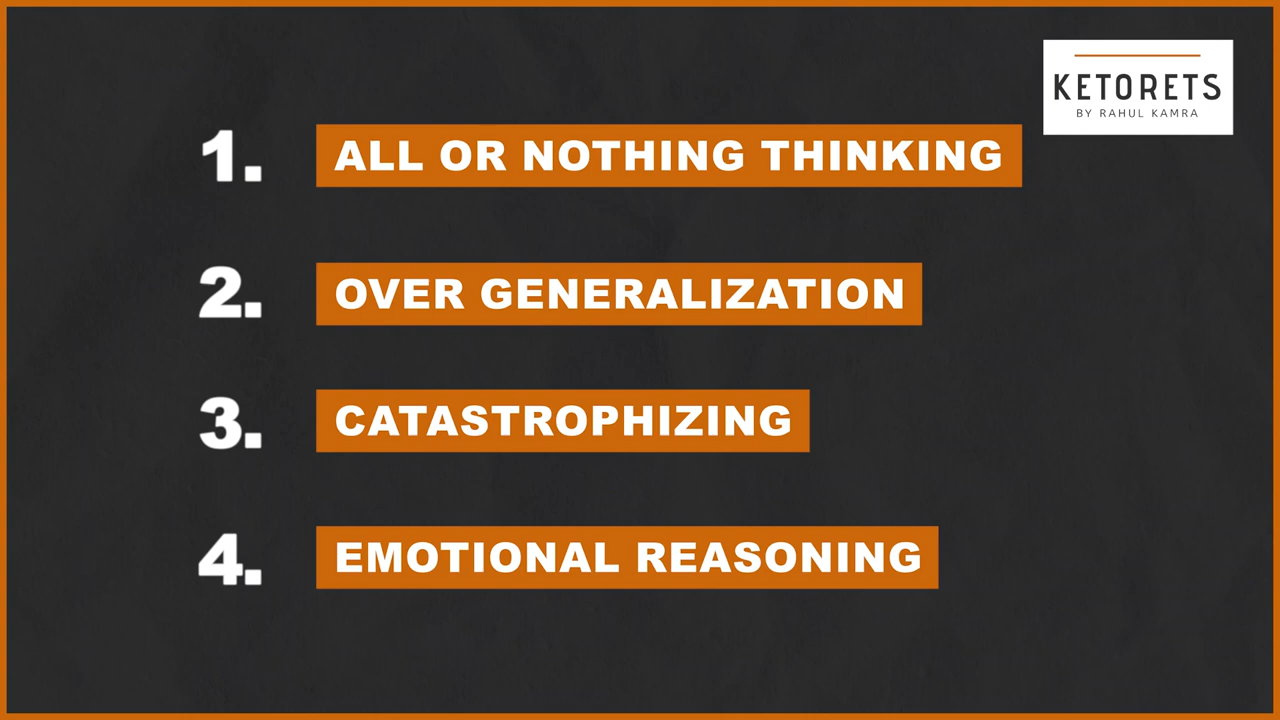 KETORETS
BY RAHUL KAMRA
1. ALL OR NOTHING THINKING
2. OVER GENERALIZATION
3. CATASTROPHIZING
4. EMOTIONAL REASONING